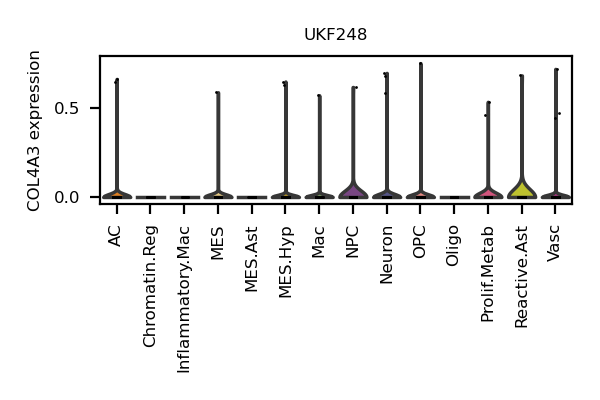 UKF248
COL4A3 expression
0.5
0.0
AC
Chromatin.Reg
Inflammatory.Mac
MES
MES.Ast
MES.Hyp
Mac
NPC
Neuron
OPC
Oligo
Prolif.Metab
Reactive.Ast
Vasc